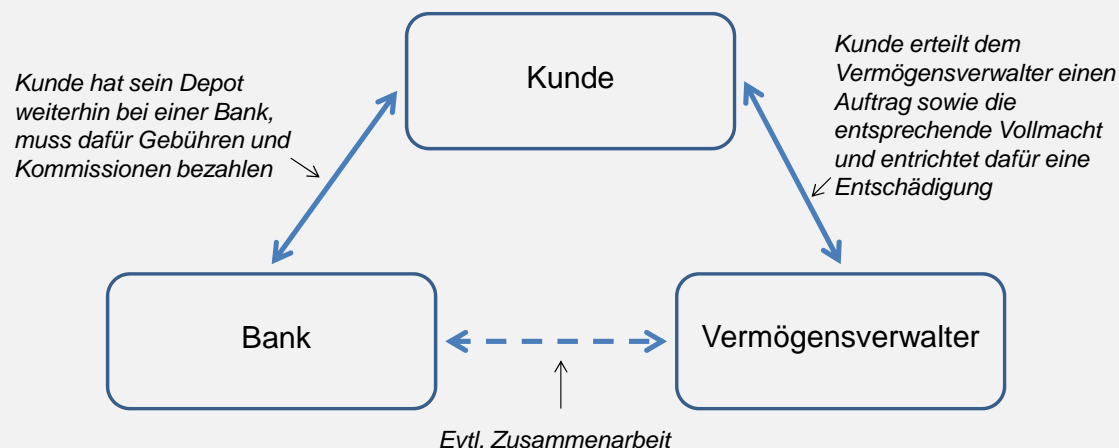 Kunde
Kunde hat sein Depot
weiterhin bei einer Bank,
muss dafür Gebühren und
Kommissionen bezahlen
Kunde erteilt dem
Vermögensverwalter einen
Auftrag sowie die
entsprechende Vollmacht
und entrichtet dafür eine
Entschädigung
Bank
Vermögensverwalter
Evtl. Zusammenarbeit